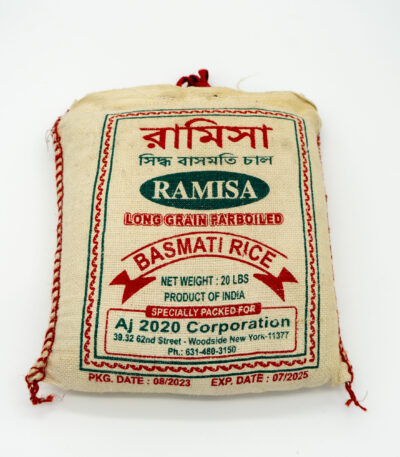 রামিসা
সিদ্ধ বাসমতি চাল
RAMISA
LONG GRAIN PARBOILED
BASMATI RICE
NET WEIGHT : 20 LBS
PRODUCT OF INDIA
SPECIALLY PACKED FOR
Aj 2020 Corporation
39.32 62nd Street - Woodside New York-11377
Ph.: 631-480-3150
PKG. DATE : 08/2023 EXP. DATE : 07/2025